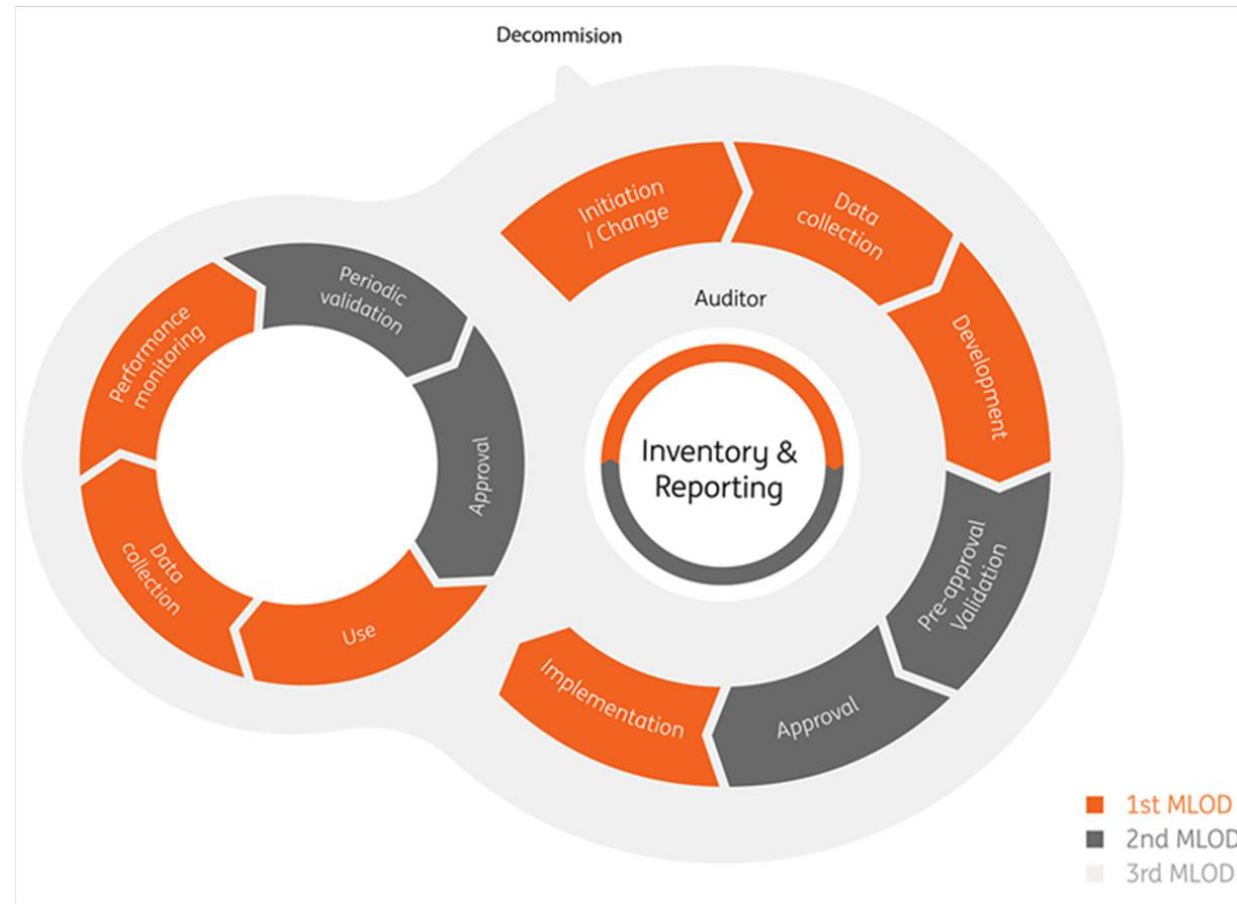 Decommision
Initiation
/ Change
Data
collection
Development
Pre-approval
Validation
Approval
Implementation
Auditor
Inventory &
Reporting
Periodic
validation
Approval
Use
Data
collection
Performance
monitoring
1st MLOD
2nd MLOD
3rd MLOD